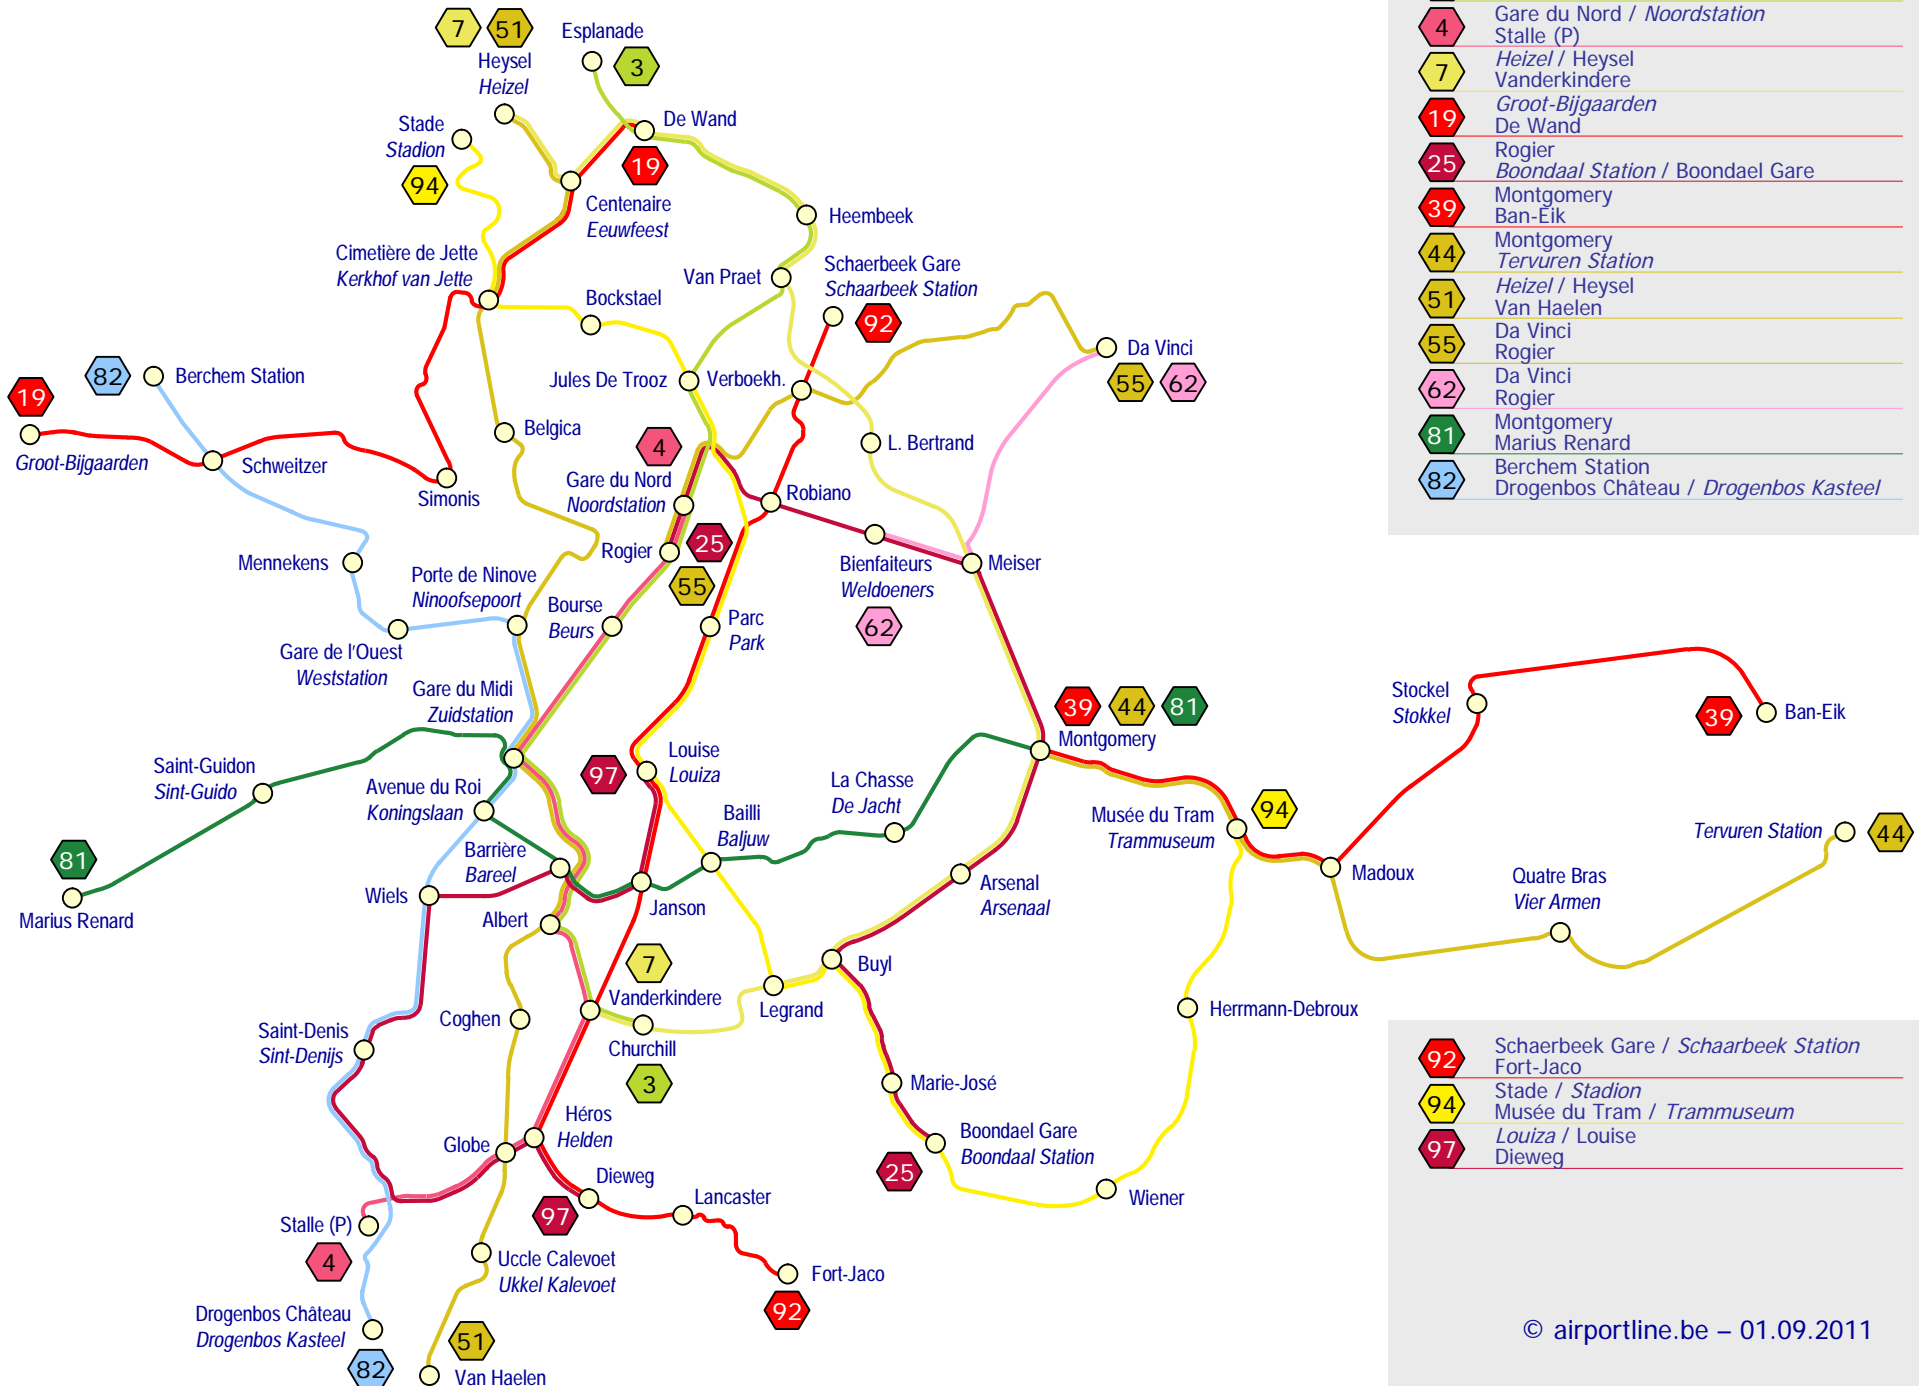 7
51
Heysel
Heizel
Esplanade
3
De Wand
19
Stade
Stadion
94
Centenaire
Eeuwfeest
Heembeek
Cimetière de Jette
Kerkhof van Jette
Van Praet
Schaerbeek Gare
Schaarbeek Station
92
Bockstael
82
Berchem Station
Jules De Trooz
Verboekh.
Da Vinci
55
62
19
Groot-Bijgaarden
Schweitzer
Belgica
4
L. Bertrand
Simonis
Gare du Nord
Noordstation
Robiano
Rogier
25
55
Bienfaiteurs
Weldoeners
62
Meiser
Mennekens
Porte de Ninove
Ninoofsepoort
Bourse
Beurs
Parc
Park
Gare de l'Ouest
Weststation
Gare du Midi
Zuidstation
39
44
81
Montgomery
Stockel
Stokkel
39
Ban-Eik
Saint-Guidon
Sint-Guido
97
Louise
Louiza
Avenue du Roi
Koningslaan
La Chasse
De Jacht
Bailli
Baljuw
Musée du Tram
Trammuseum
94
Tervuren Station
44
81
Marius Renard
Barrière
Bareel
Wiels
Janson
Madoux
Quatre Bras
Vier Armen
Arsenal
Arsenaal
Albert
7
Buyl
Vanderkindere
Legrand
Herrmann-Debroux
Coghen
Saint-Denis
Sint-Denijs
Churchill
3
Marie-José
Héros
Helden
Globe
Boondael Gare
Boondaal Station
25
Dieweg
97
Lancaster
Wiener
Stalle (P)
4
Uccle Calevoet
Ukkel Kalevoet
Fort-Jaco
92
Drogenbos Château
Drogenbos Kasteel
82
51
Van Haelen
4
Gare du Nord / Noordstation
Stalle (P)
7
Heizel / Heysel
Vanderkindere
19
Groot-Bijgaarden
De Wand
25
Rogier
Boondaal Station / Boondael Gare
39
Montgomery
Ban-Eik
44
Montgomery
Tervuren Station
51
Heizel / Heysel
Van Haelen
55
Da Vinci
Rogier
62
Da Vinci
Rogier
81
Montgomery
Marius Renard
82
Berchem Station
Drogenbos Château / Drogenbos Kasteel
92
Schaerbeek Gare / Schaarbeek Station
Fort-Jaco
94
Stade / Stadion
Musée du Tram / Trammuseum
97
Louiza / Louise
Dieweg
© airportline.be – 01.09.2011